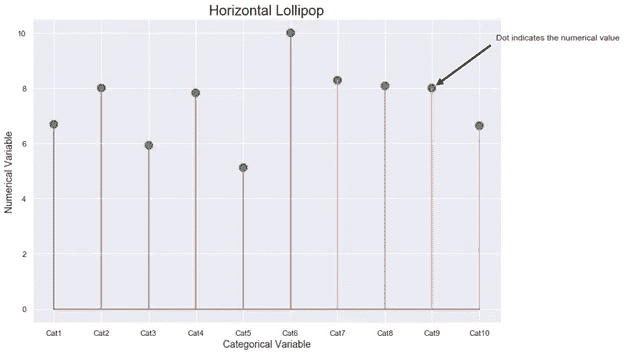 Horizontal Lollipop
Dot indicates the numerical value
10
8
6
4
2
0
Numerical Variable
Cat1 Cat2 Cat3 Cat4 Cat5 Cat6 Cat7 Cat8 Cat9 Cat10
Categorical Variable